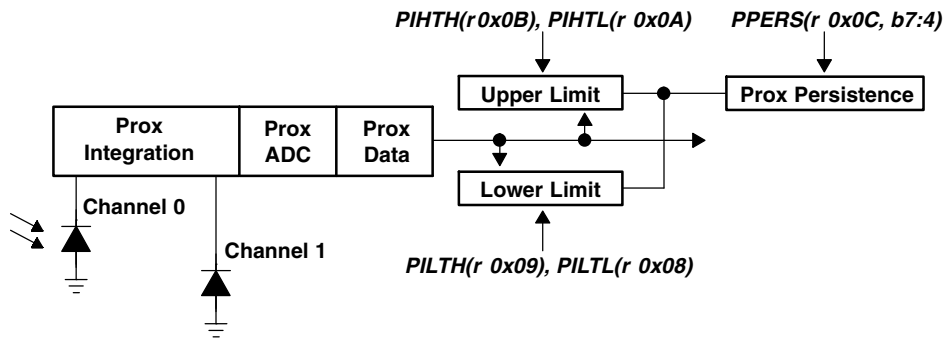 PIHTH(r 0x0B), PIHTL(r 0x0A)
PPERS(r 0x0C, b7:4)
Upper Limit
Prox Persistence
Prox
Integration
Prox
ADC
Prox
Data
Lower Limit
Channel 0
Channel 1
PILTH(r 0x09), PILTL(r 0x08)